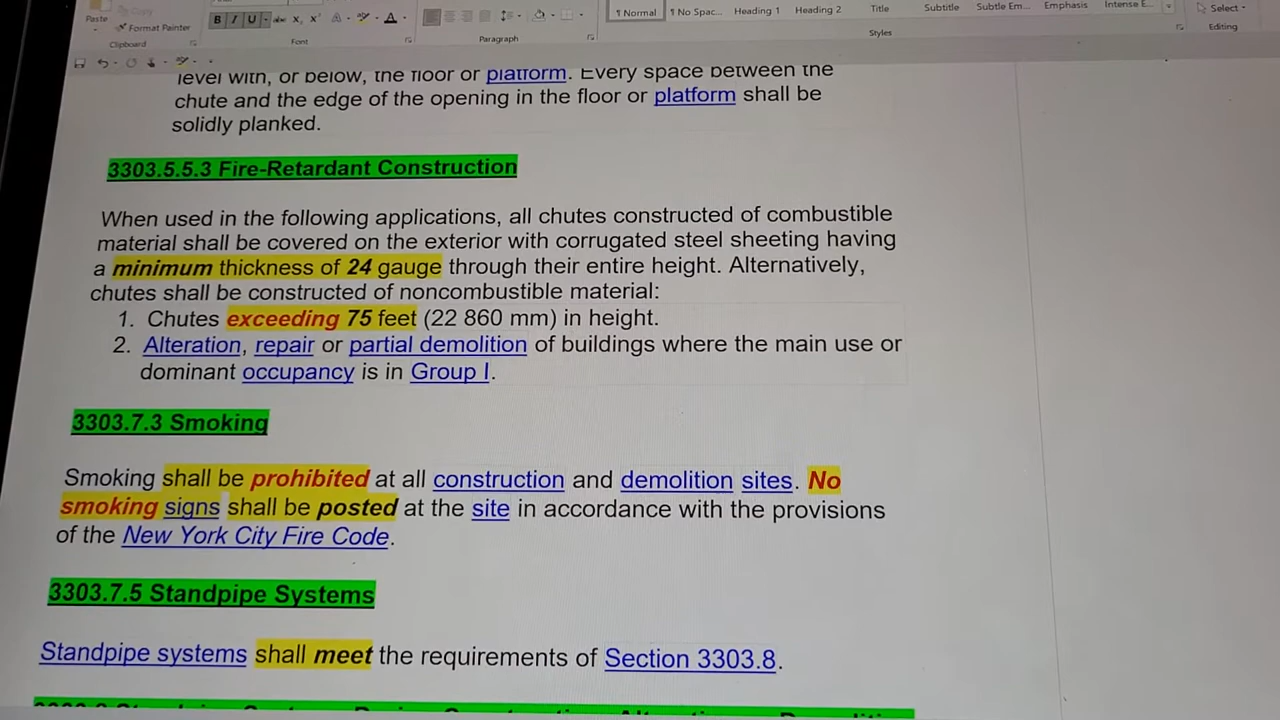 Paste
Copy
Format Painter
Clipboard
B I U abc x₂ x² A A
Font
Paragraph
¶ Normal
¶ No Spac...
Heading 1
Heading 2
Title
Subtitle
Subtle Em...
Emphasis
Intense E...
Styles
Select
Editing
level with, or below, the floor or platform. Every space between the
chute and the edge of the opening in the floor or platform shall be
solidly planked.
3303.5.5.3 Fire-Retardant Construction
When used in the following applications, all chutes constructed of combustible
material shall be covered on the exterior with corrugated steel sheeting having
a minimum thickness of 24 gauge through their entire height. Alternatively,
chutes shall be constructed of noncombustible material:
1. Chutes exceeding 75 feet (22 860 mm) in height.
2. Alteration, repair or partial demolition of buildings where the main use or
dominant occupancy is in Group I.
3303.7.3 Smoking
Smoking shall be prohibited at all construction and demolition sites. No
smoking signs shall be posted at the site in accordance with the provisions
of the New York City Fire Code.
3303.7.5 Standpipe Systems
Standpipe systems shall meet the requirements of Section 3303.8.